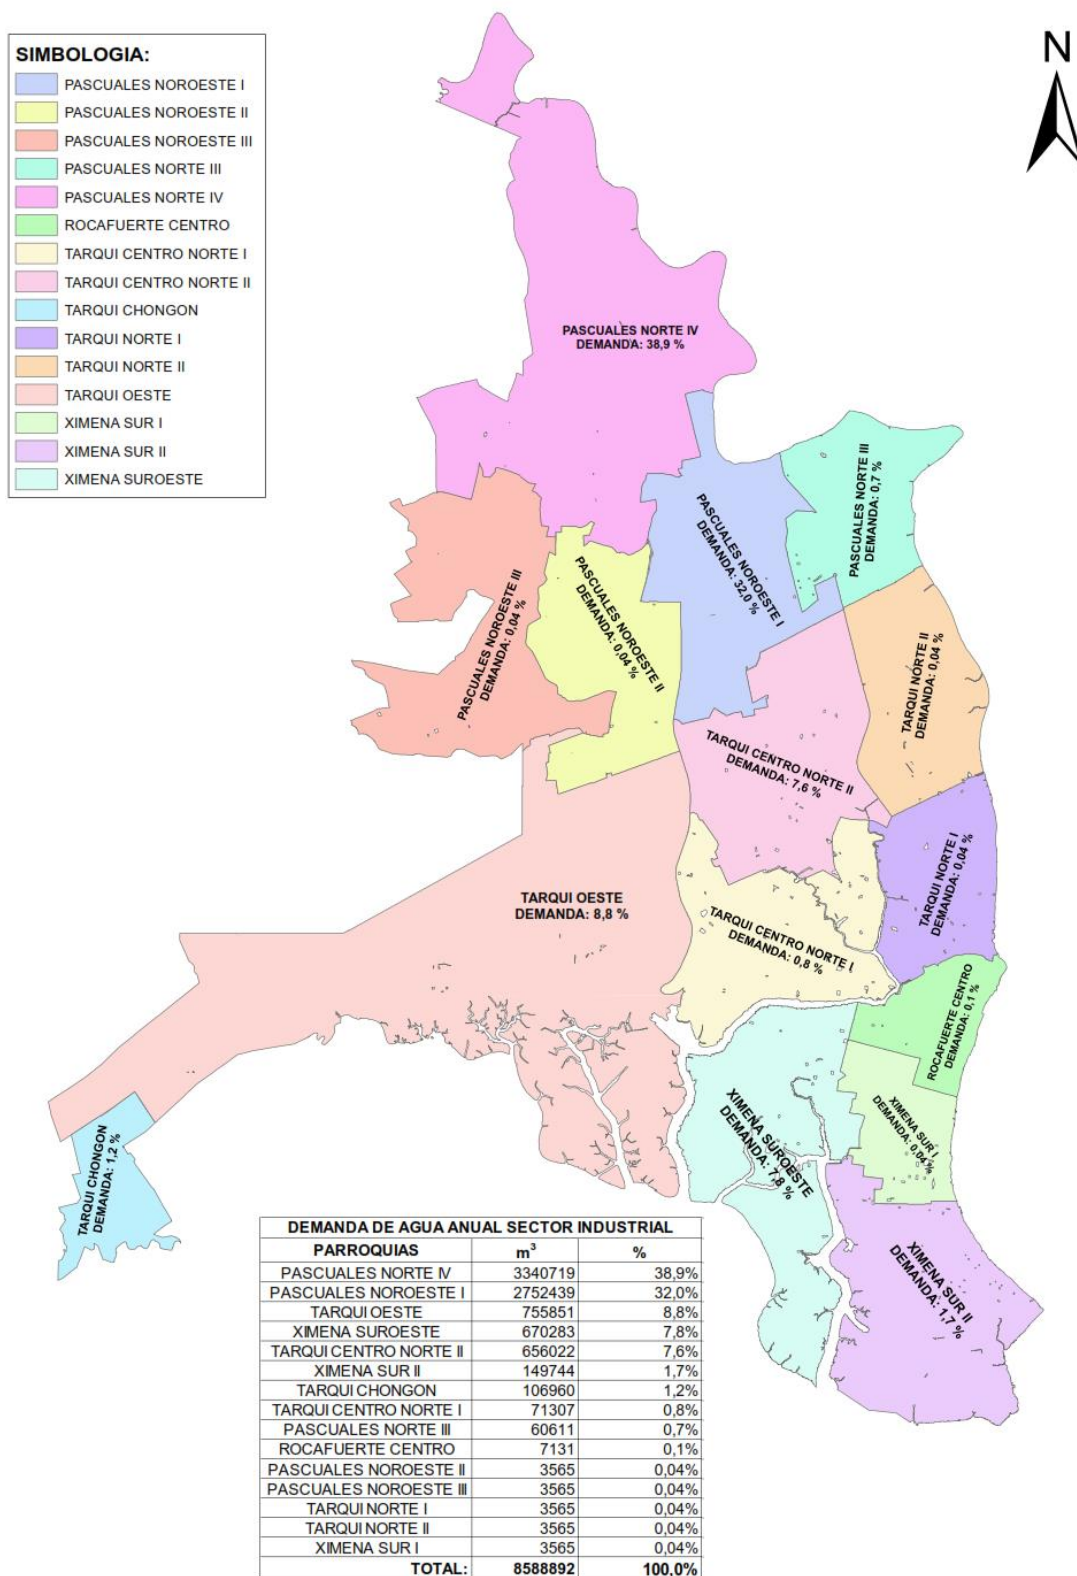 N
SIMBOLOGIA:
PASCUALES NOROESTE I
PASCUALES NOROESTE II
PASCUALES NOROESTE III
PASCUALES NORTE III
PASCUALES NORTE IV
ROCAFUERTE CENTRO
TARQUI CENTRO NORTE I
TARQUI CENTRO NORTE II
TARQUI CHONGON
TARQUI NORTE I
TARQUI NORTE II
TARQUI OESTE
XIMENA SUR I
XIMENA SUR II
XIMENA SUROESTE
PASCUALES NORTE IV
DEMANDA: 38,9 %
PASCUALES NORTE III
DEMANDA: 0,7 %
PASCUALES NOROESTE I
DEMANDA: 32,0 %
PASCUALES NOROESTE III
DEMANDA: 0,04 %
PASCUALES NOROESTE II
DEMANDA: 0,04 %
TARQUI NORTE II
DEMANDA: 0,04 %
TARQUI CENTRO NORTE II
DEMANDA: 7,6 %
TARQUI NORTE I
DEMANDA: 0,04 %
TARQUI OESTE
DEMANDA: 8,8 %
TARQUI CENTRO NORTE I
DEMANDA: 0,8 %
ROCAFUERTE CENTRO
DEMANDA: 0,1 %
XIMENA SUR I
DEMANDA: 0,04 %
XIMENA SUROESTE
DEMANDA: 7,8 %
TARQUI CHONGON
DEMANDA: 1,2 %
XIMENA SUR II
DEMANDA: 1,7 %
DEMANDA DE AGUA ANUAL SECTOR INDUSTRIAL
PARROQUIAS m³ %
PASCUALES NORTE IV 3340719 38,9%
PASCUALES NOROESTE I 2752439 32,0%
TARQUI OESTE 755851 8,8%
XIMENA SUROESTE 670283 7,8%
TARQUI CENTRO NORTE II 656022 7,6%
XIMENA SUR II 149744 1,7%
TARQUI CHONGON 106960 1,2%
TARQUI CENTRO NORTE I 71307 0,8%
PASCUALES NORTE III 60611 0,7%
ROCAFUERTE CENTRO 7131 0,1%
PASCUALES NOROESTE II 3565 0,04%
PASCUALES NOROESTE III 3565 0,04%
TARQUI NORTE I 3565 0,04%
TARQUI NORTE II 3565 0,04%
XIMENA SUR I 3565 0,04%
TOTAL: 8588892 100,0%